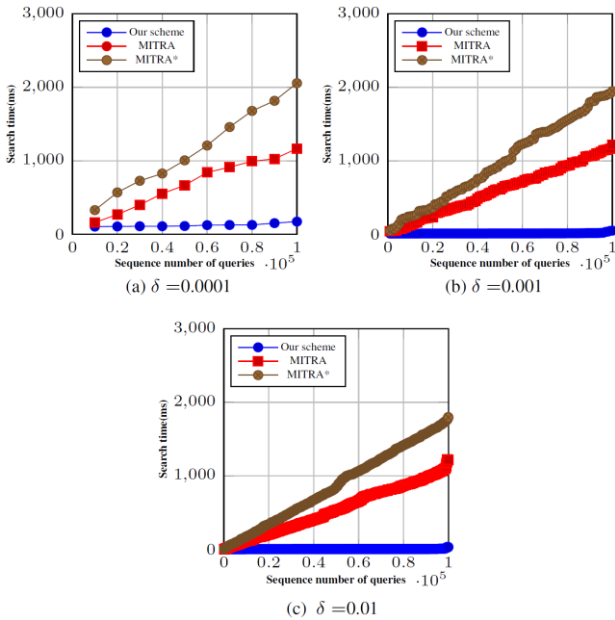 3,000
2,000
1,000
0
Search time(ms)
Our scheme
MITRA
MITRA*
0 0.2 0.4 0.6 0.8 1
Sequence number of queries ·10^5
(a) δ =0.0001
3,000
2,000
1,000
0
Search time(ms)
Our scheme
MITRA
MITRA*
0 0.2 0.4 0.6 0.8 1
Sequence number of queries ·10^5
(b) δ =0.001
3,000
2,000
1,000
0
Search time(ms)
Our scheme
MITRA
MITRA*
0 0.2 0.4 0.6 0.8 1
Sequence number of queries ·10^5
(c) δ =0.01